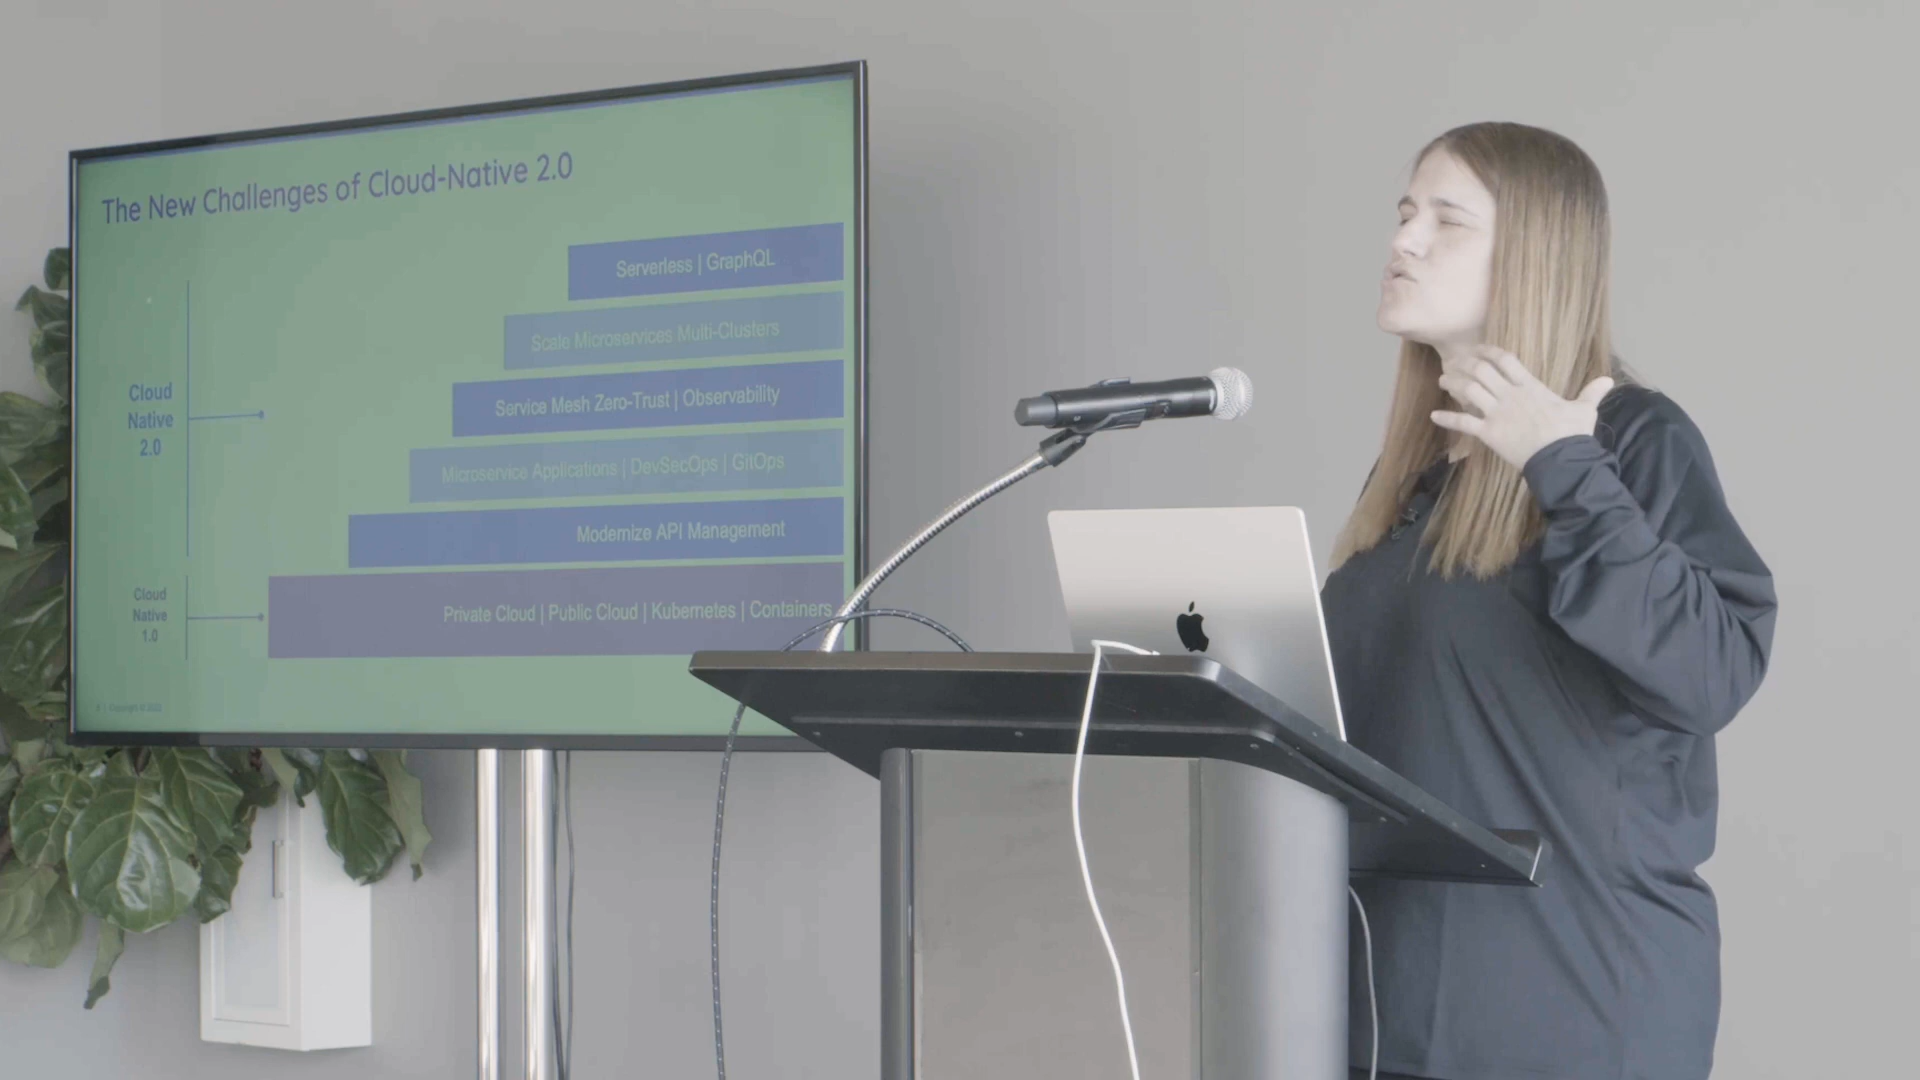 The New Challenges of Cloud-Native 2.0
Serverless | GraphQL
Scale Microservices Multi-Clusters
Cloud
Native
2.0
Service Mesh Zero-Trust | Observability
Microservice Applications | DevSecOps | GitOps
Modernize API Management
Cloud
Native
1.0
Private Cloud | Public Cloud | Kubernetes | Containers
Copyright © 2022